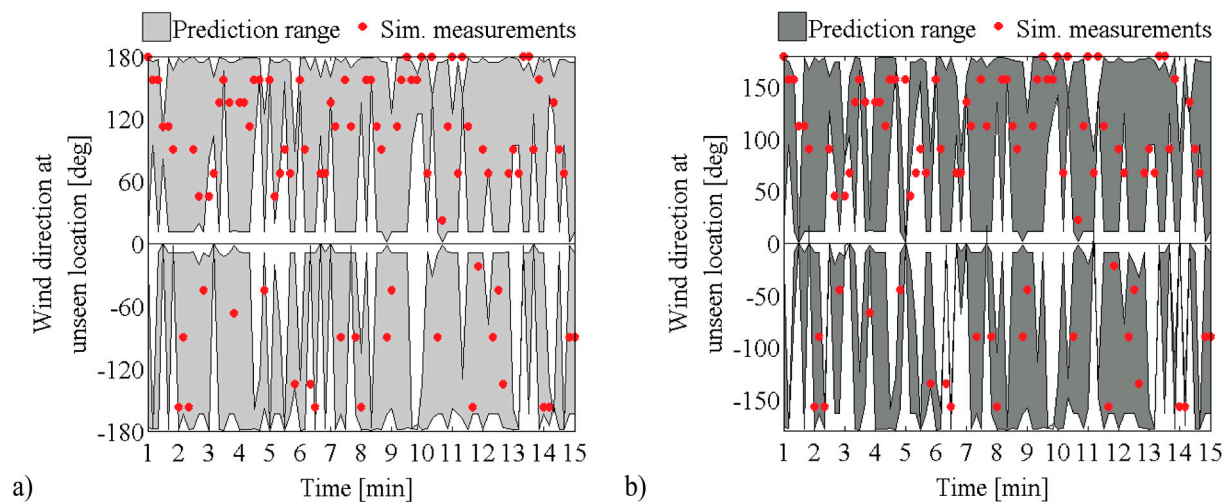 Prediction range Sim. measurements
180
120
60
0
-60
-120
-180
Wind direction at
unseen location [deg]
1 2 3 4 5 6 7 8 9 10 11 12 13 14 15
Time [min]
a)
Prediction range Sim. measurements
150
100
50
0
-50
-100
-150
Wind direction at
unseen location [deg]
1 2 3 4 5 6 7 8 9 10 11 12 13 14 15
Time [min]
b)